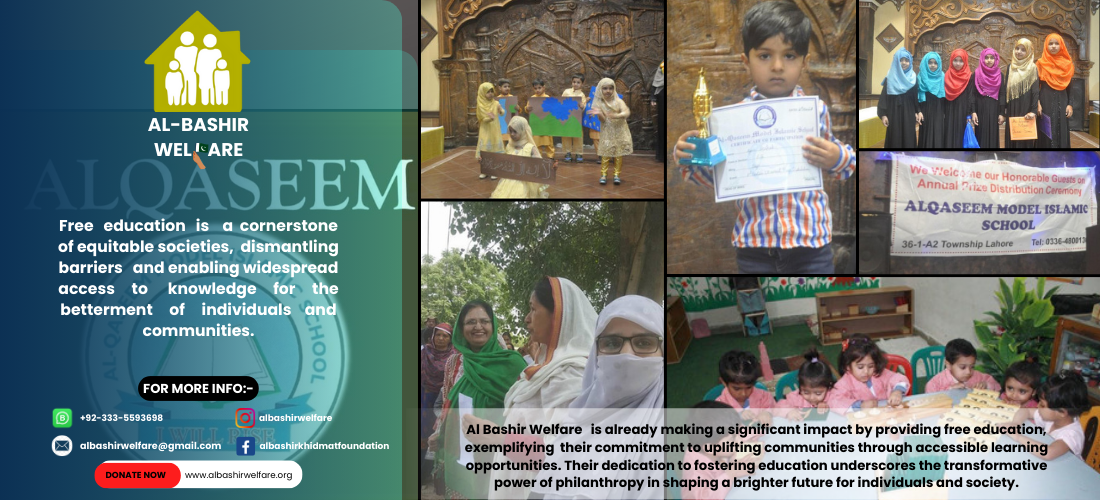 AL-BASHIR
WELFARE
ALQASEEM
Free education is a cornerstone
of equitable societies, dismantling
barriers and enabling widespread
access to knowledge for the
betterment of individuals and
communities.
FOR MORE INFO:-
+92-333-5593698
albashirwelfare
albashirwelfare@gmail.com
albashirkhidmatfoundation
DONATE NOW
www.albashirwelfare.org
We Welcome our Honorable Guests on
Annual Prize Distribution Ceremony
ALQASEEM MODEL ISLAMIC
SCHOOL
36-1-A2 Township Lahore Tel: 0336-480013
Al Bashir Welfare is already making a significant impact by providing free education,
exemplifying their commitment to uplifting communities through accessible learning
opportunities. Their dedication to fostering education underscores the transformative
power of philanthropy in shaping a brighter future for individuals and society.